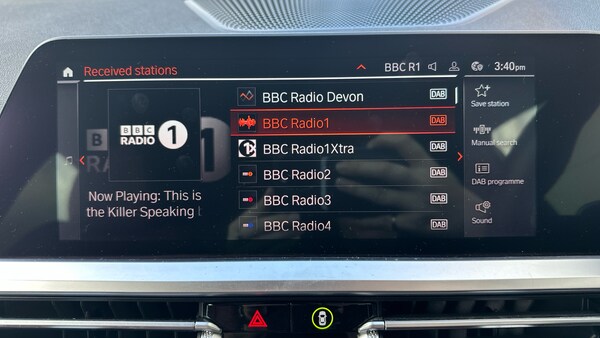 Received stations
BBC R1
3:40pm
BBC
RADIO
1
Now Playing: This is
the Killer Speaking
BBC Radio Devon DAB
BBC Radio1 DAB
BBC Radio1Xtra DAB
BBC Radio2 DAB
BBC Radio3 DAB
BBC Radio4 DAB
Save station
Manual search
DAB programme
Sound